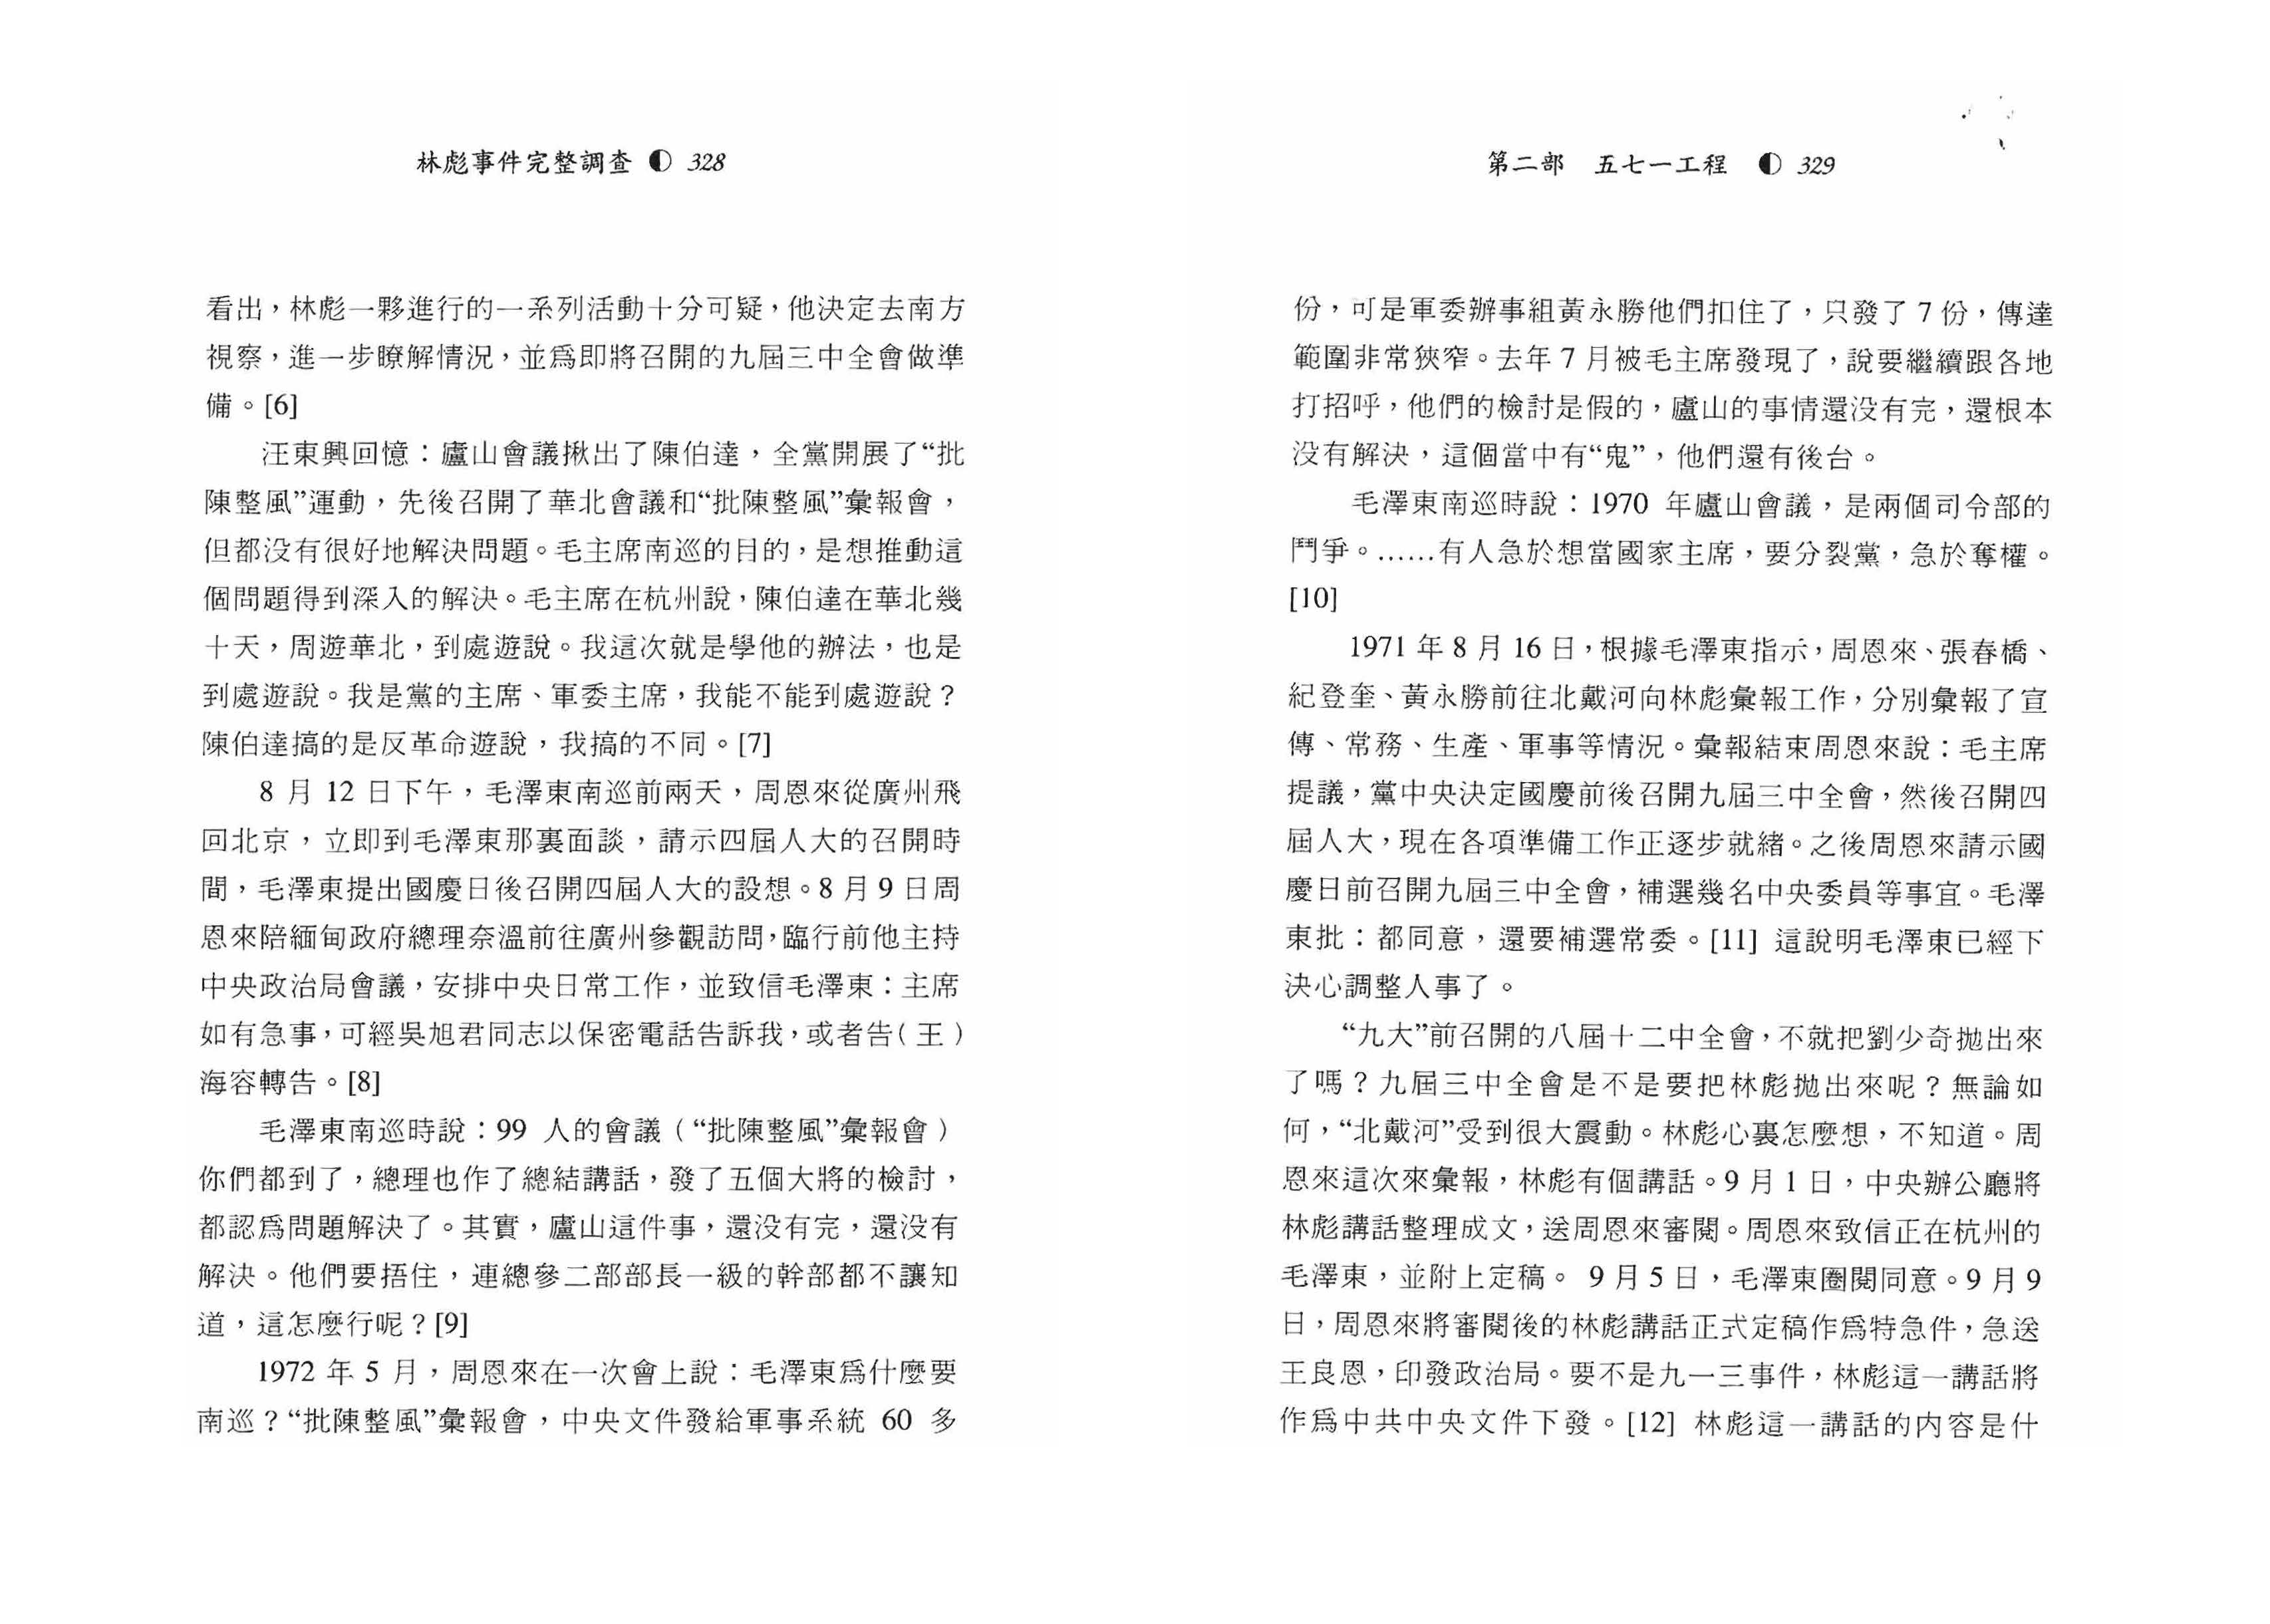 林彪事件完整調查 328
看出，林彪一夥進行的一系列活動十分可疑，他決定去南方
視察，進一步瞭解情況，並爲即將召開的九屆三中全會做準
備。[6]
汪東興回憶：廬山會議揪出了陳伯達，全黨開展了“批
陳整風”運動，先後召開了華北會議和“批陳整風”彙報會，
但都没有很好地解決問題。毛主席南巡的目的，是想推動這
個問題得到深入的解決。毛主席在杭州說，陳伯達在華北幾
十天，周遊華北，到處遊說。我這次就是學他的辦法，也是
到處遊說。我是黨的主席、軍委主席，我能不能到處遊說？
陳伯達搞的是反革命遊說，我搞的不同。[7]
8 月 12 日下午，毛澤東南巡前兩天，周恩來從廣州飛
回北京，立即到毛澤東那裏面談，請示四屆人大的召開時
間，毛澤東提出國慶日後召開四屆人大的設想。8 月 9 日周
恩來陪緬甸政府總理奈溫前往廣州參觀訪問，臨行前他主持
中央政治局會議，安排中央日常工作，並致信毛澤東：主席
如有急事，可經吳旭君同志以保密電話告訴我，或者告（王）
海容轉告。[8]
毛澤東南巡時說：99 人的會議（“批陳整風”彙報會）
你們都到了，總理也作了總結講話，發了五個大將的檢討，
都認爲問題解決了。其實，廬山這件事，還没有完，還没有
解決。他們要捂住，連總參二部部長一級的幹部都不讓知
道，這怎麼行呢？[9]
1972 年 5 月，周恩來在一次會上說：毛澤東爲什麼要
南巡？“批陳整風”彙報會，中央文件發給軍事系統 60 多
第二部 五七一工程 329
份，可是軍委辦事組黃永勝他們扣住了，只發了 7 份，傳達
範圍非常狹窄。去年 7 月被毛主席發現了，說要繼續跟各地
打招呼，他們的檢討是假的，廬山的事情還没有完，還根本
没有解決，這個當中有“鬼”，他們還有後台。
毛澤東南巡時說：1970 年廬山會議，是兩個司令部的
鬥爭。……有人急於想當國家主席，要分裂黨，急於奪權。
[10]
1971 年 8 月 16 日，根據毛澤東指示，周恩來、張春橋、
紀登奎、黃永勝前往北戴河向林彪彙報工作，分別彙報了宣
傳、常務、生產、軍事等情況。彙報結束周恩來說：毛主席
提議，黨中央決定國慶前後召開九屆三中全會，然後召開四
屆人大，現在各項準備工作正逐步就緒。之後周恩來請示國
慶日前召開九屆三中全會，補選幾名中央委員等事宜。毛澤
東批：都同意，還要補選常委。[11] 這說明毛澤東已經下
決心調整人事了。
“九大”前召開的八屆十二中全會，不就把劉少奇拋出來
了嗎？九屆三中全會是不是要把林彪拋出來呢？無論如
何，“北戴河”受到很大震動。林彪心裏怎麼想，不知道。周
恩來這次來彙報，林彪有個講話。9 月 1 日，中央辦公廳將
林彪講話整理成文，送周恩來審閱。周恩來致信正在杭州的
毛澤東，並附上定稿。 9 月 5 日，毛澤東圈閱同意。9 月 9
日，周恩來將審閱後的林彪講話正式定稿作爲特急件，急送
王良恩，印發政治局。要不是九一三事件，林彪這一講話將
作爲中共中央文件下發。[12] 林彪這一講話的内容是什